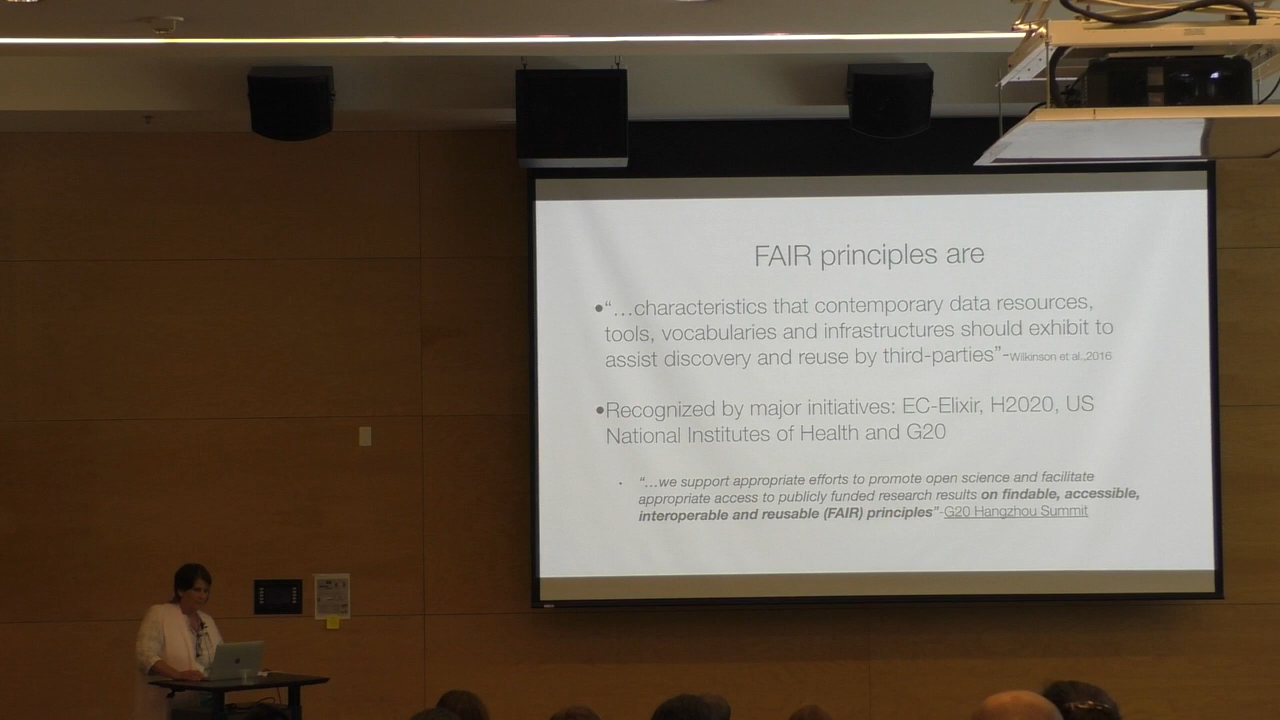 FAIR principles are
•“…characteristics that contemporary data resources,
tools, vocabularies and infrastructures should exhibit to
assist discovery and reuse by third-parties”-Wilkinson et al.,2016
•Recognized by major initiatives: EC-Elixir, H2020, US
National Institutes of Health and G20
• “…we support appropriate efforts to promote open science and facilitate
appropriate access to publicly funded research results on findable, accessible,
interoperable and reusable (FAIR) principles”-G20 Hangzhou Summit